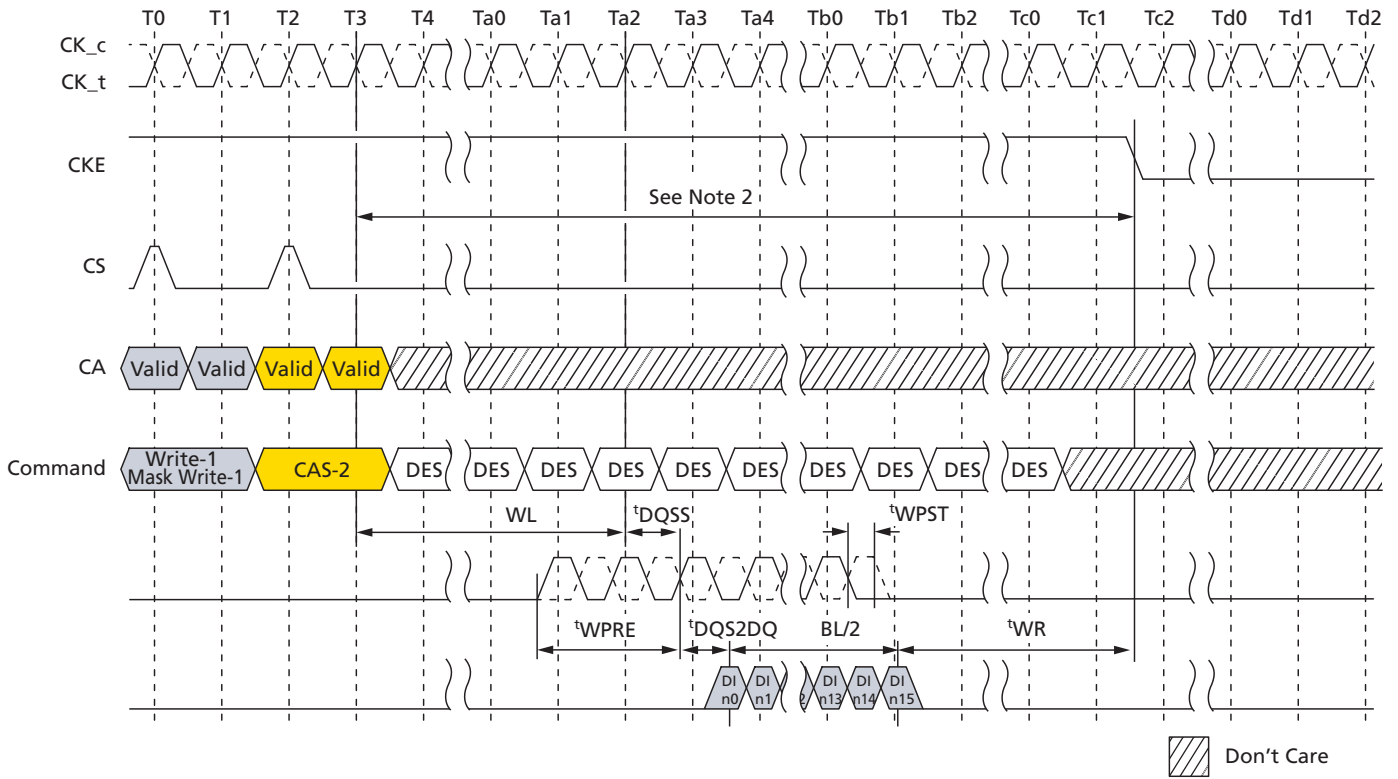 T0 T1 T2 T3 T4 Ta0 Ta1 Ta2 Ta3 Ta4 Tb0 Tb1 Tb2 Tc0 Tc1 Tc2 Td0 Td1 Td2
CK_c
CK_t
CKE
See Note 2
CS
CA Valid Valid Valid Valid
Command Write-1 Mask Write-1 CAS-2 DES DES DES DES DES DES DES DES DES DES
WL tDQSS tWPST
tWPRE tDQS2DQ BL/2 tWR
DI n0 DI n1 2 DI n13 DI n14 DI n15
Don't Care